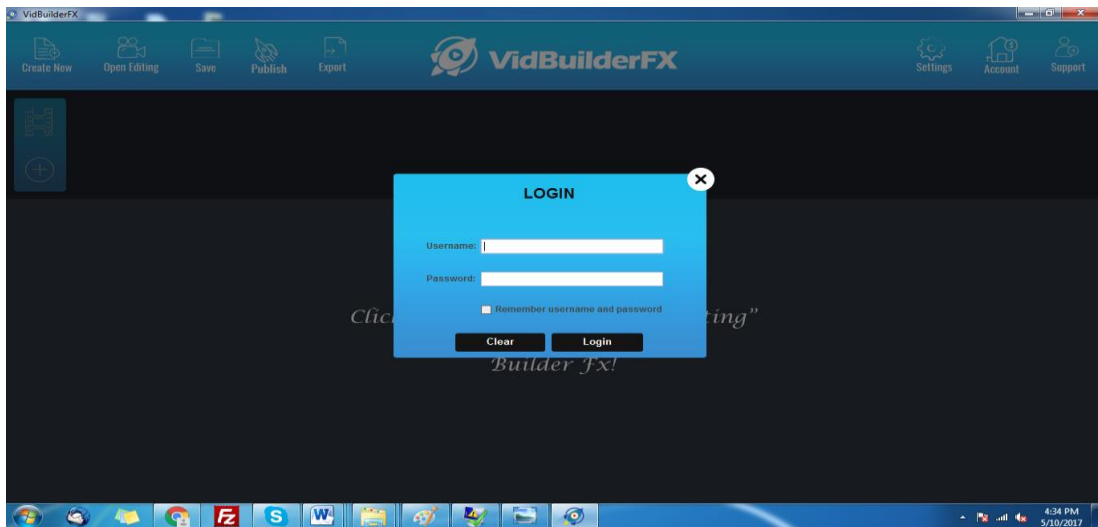 VidBuilderFX
Create New
Open Editing
Save
Publish
Export
VidBuilderFX
Settings
Account
Support
LOGIN
Username:
Password:
Remember username and password
Clear
Login
ting"
Builder Fx!
4:34 PM
5/10/2017